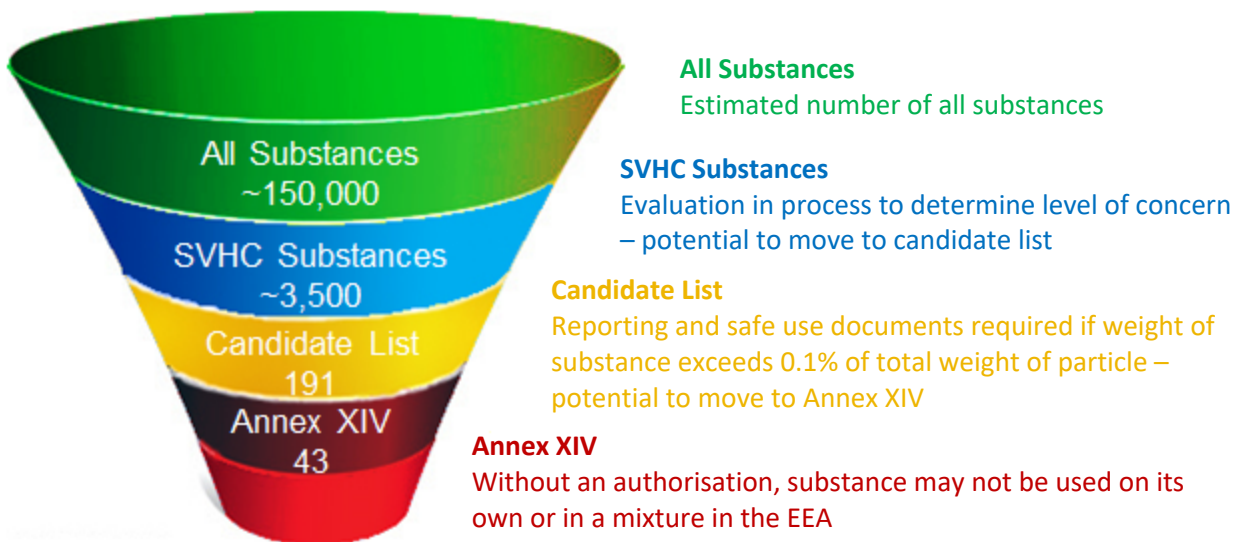 All Substances
~150,000
SVHC Substances
~3,500
Candidate List
191
Annex XIV
43
All Substances
Estimated number of all substances
SVHC Substances
Evaluation in process to determine level of concern
– potential to move to candidate list
Candidate List
Reporting and safe use documents required if weight of
substance exceeds 0.1% of total weight of particle –
potential to move to Annex XIV
Annex XIV
Without an authorisation, substance may not be used on its
own or in a mixture in the EEA